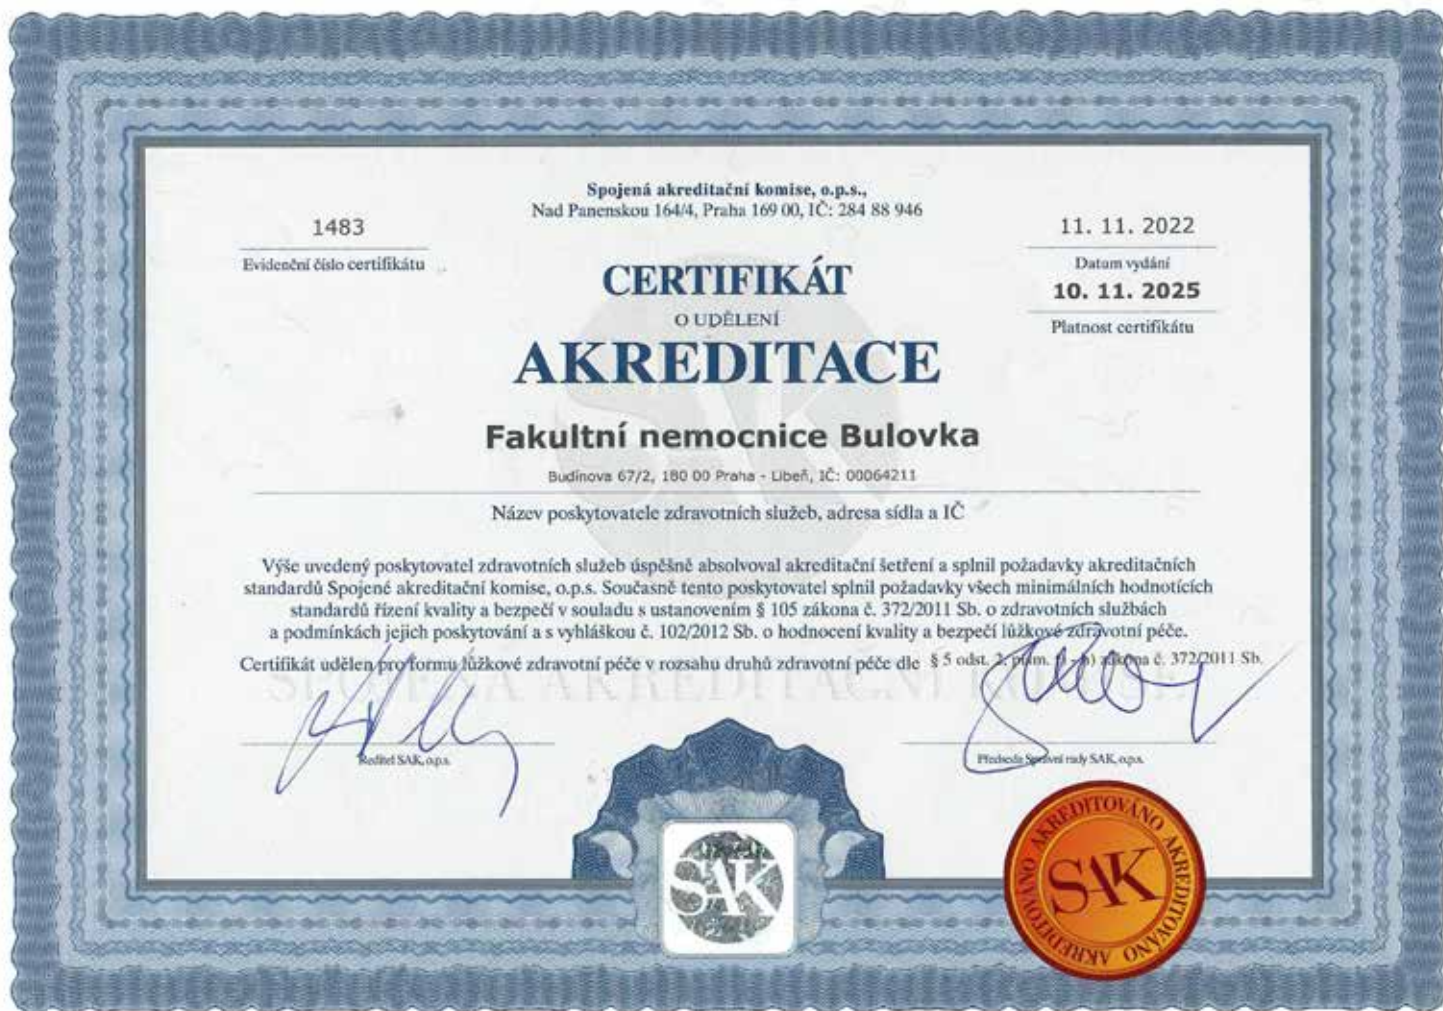 Spojená akreditační komise, o.p.s.,
Nad Panenskou 164/4, Praha 169 00, IČ: 284 88 946
1483
Evidenční číslo certifikátu
11. 11. 2022
Datum vydání
10. 11. 2025
Platnost certifikátu
CERTIFIKÁT
O UDĚLENÍ
AKREDITACE
Fakultní nemocnice Bulovka
Budínova 67/2, 180 00 Praha - Libeň, IČ: 00064211
Název poskytovatele zdravotních služeb, adresa sídla a IČ
Výše uvedený poskytovatel zdravotních služeb úspěšně absolvoval akreditační šetření a splnil požadavky akreditačních
standardů Spojené akreditační komise, o.p.s. Současně tento poskytovatel splnil požadavky všech minimálních hodnotících
standardů řízení kvality a bezpečí v souladu s ustanovením § 105 zákona č. 372/2011 Sb. o zdravotních službách
a podmínkách jejich poskytování a s vyhláškou č. 102/2012 Sb. o hodnocení kvality a bezpečí lůžkové zdravotní péče.
Certifikát udělen pro formu lůžkové zdravotní péče v rozsahu druhů zdravotní péče dle § 5 odst. 2, písm. zákona č. 372/2011 Sb.
SPOJENÁ AKREDITAČNÍ KOMISE
Ředitel SAK, o.p.s.
Předseda Správní rady SAK, o.p.s.
SAK
AKREDITOVÁNO AKREDITOVÁNO AKREDITOVÁNO
SAK